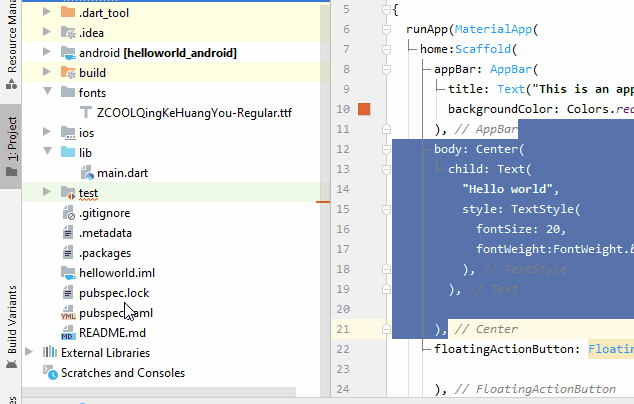 Resource Mana
1: Project
Build Variants
.dart_tool
.idea
android [helloworld_android]
build
fonts
ZCOOLQingKeHuangYou-Regular.ttf
ios
lib
main.dart
test
.gitignore
.metadata
.packages
helloworld.iml
pubspec.lock
pubspec.yaml
README.md
External Libraries
Scratches and Consoles
5 {
6 runApp(MaterialApp(
7 home:Scaffold(
8 appBar: AppBar(
9 title: Text("This is an app
10 backgroundColor: Colors.red
11 ), // AppBar
12 body: Center(
13 child: Text(
14 "Hello world",
15 style: TextStyle(
16 fontSize: 20,
17 fontWeight:FontWeight.b
18 ), // TextStyle
19 ), // Text
20
21 ), // Center
22 floatingActionButton: Floating
23
24 ), // FloatingActionButton